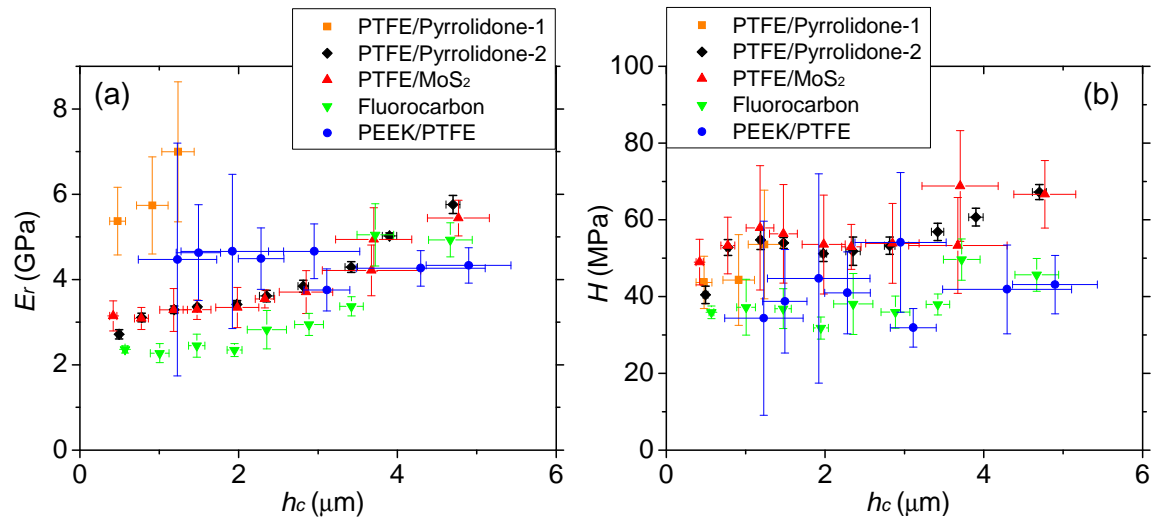 PTFE/Pyrrolidone-1
PTFE/Pyrrolidone-2
PTFE/MoS₂
Fluorocarbon
PEEK/PTFE
(a)
8
6
4
2
0
Er (GPa)
0 2 4 6
hc (μm)
PTFE/Pyrrolidone-1
PTFE/Pyrrolidone-2
PTFE/MoS₂
Fluorocarbon
PEEK/PTFE
(b)
100
80
60
40
20
0
H (MPa)
0 2 4 6
hc (μm)